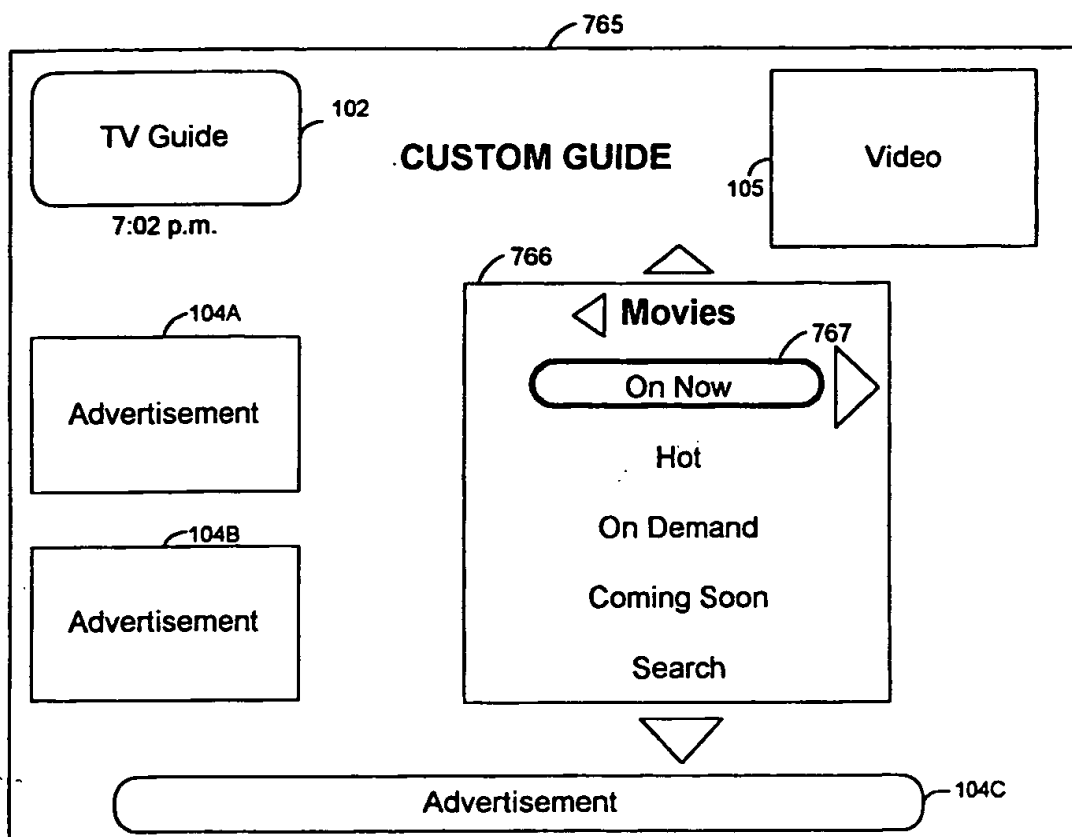 765
TV Guide
102
CUSTOM GUIDE
Video
105
7:02 p.m.
766
Movies
767
On Now
Hot
On Demand
Coming Soon
Search
104A
Advertisement
104B
Advertisement
Advertisement
104C